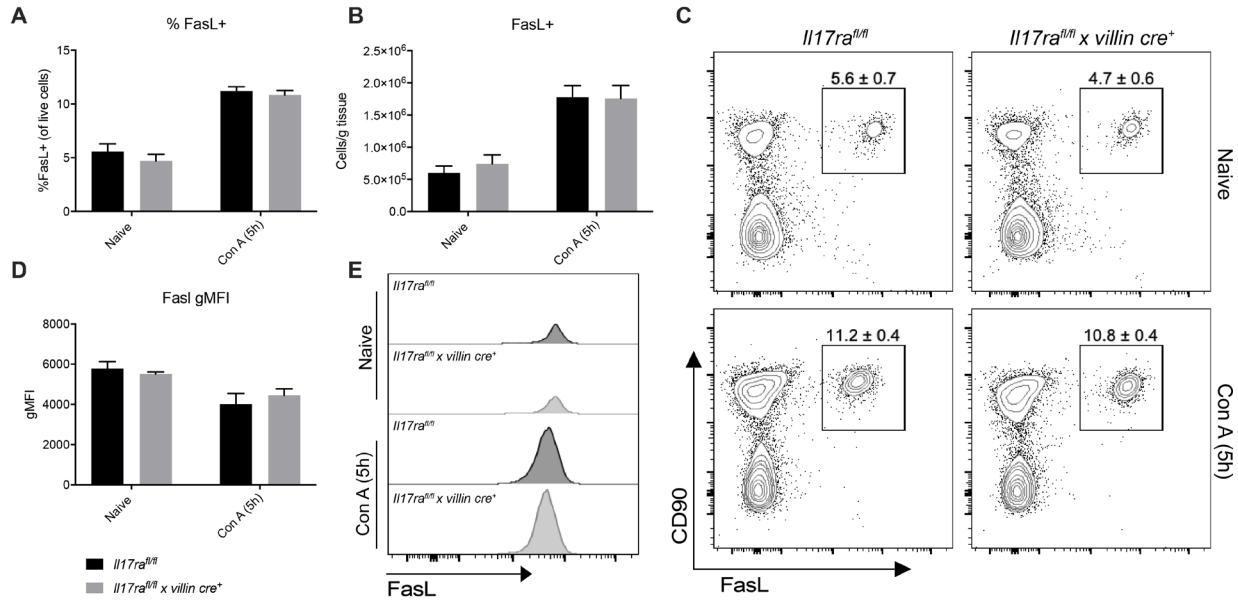 A
% FasL+
%FasL+ (of live cells)
15
10
5
0
Naive
Con A (5h)
B
FasL+
Cells/g tissue
2.5×10⁶
2.0×10⁶
1.5×10⁶
1.0×10⁶
5.0×10⁵
0.0
Naive
Con A (5h)
C
Il17ra^fl/fl
Il17ra^fl/fl x villin cre⁺
5.6 ± 0.7
4.7 ± 0.6
Naive
11.2 ± 0.4
10.8 ± 0.4
Con A (5h)
CD90
FasL
D
Fasl gMFI
gMFI
8000
6000
4000
2000
0
Naive
Con A (5h)
Il17ra^fl/fl
Il17ra^fl/fl x villin cre⁺
E
Naive
Il17ra^fl/fl
Il17ra^fl/fl x villin cre⁺
Con A (5h)
Il17ra^fl/fl
Il17ra^fl/fl x villin cre⁺
FasL